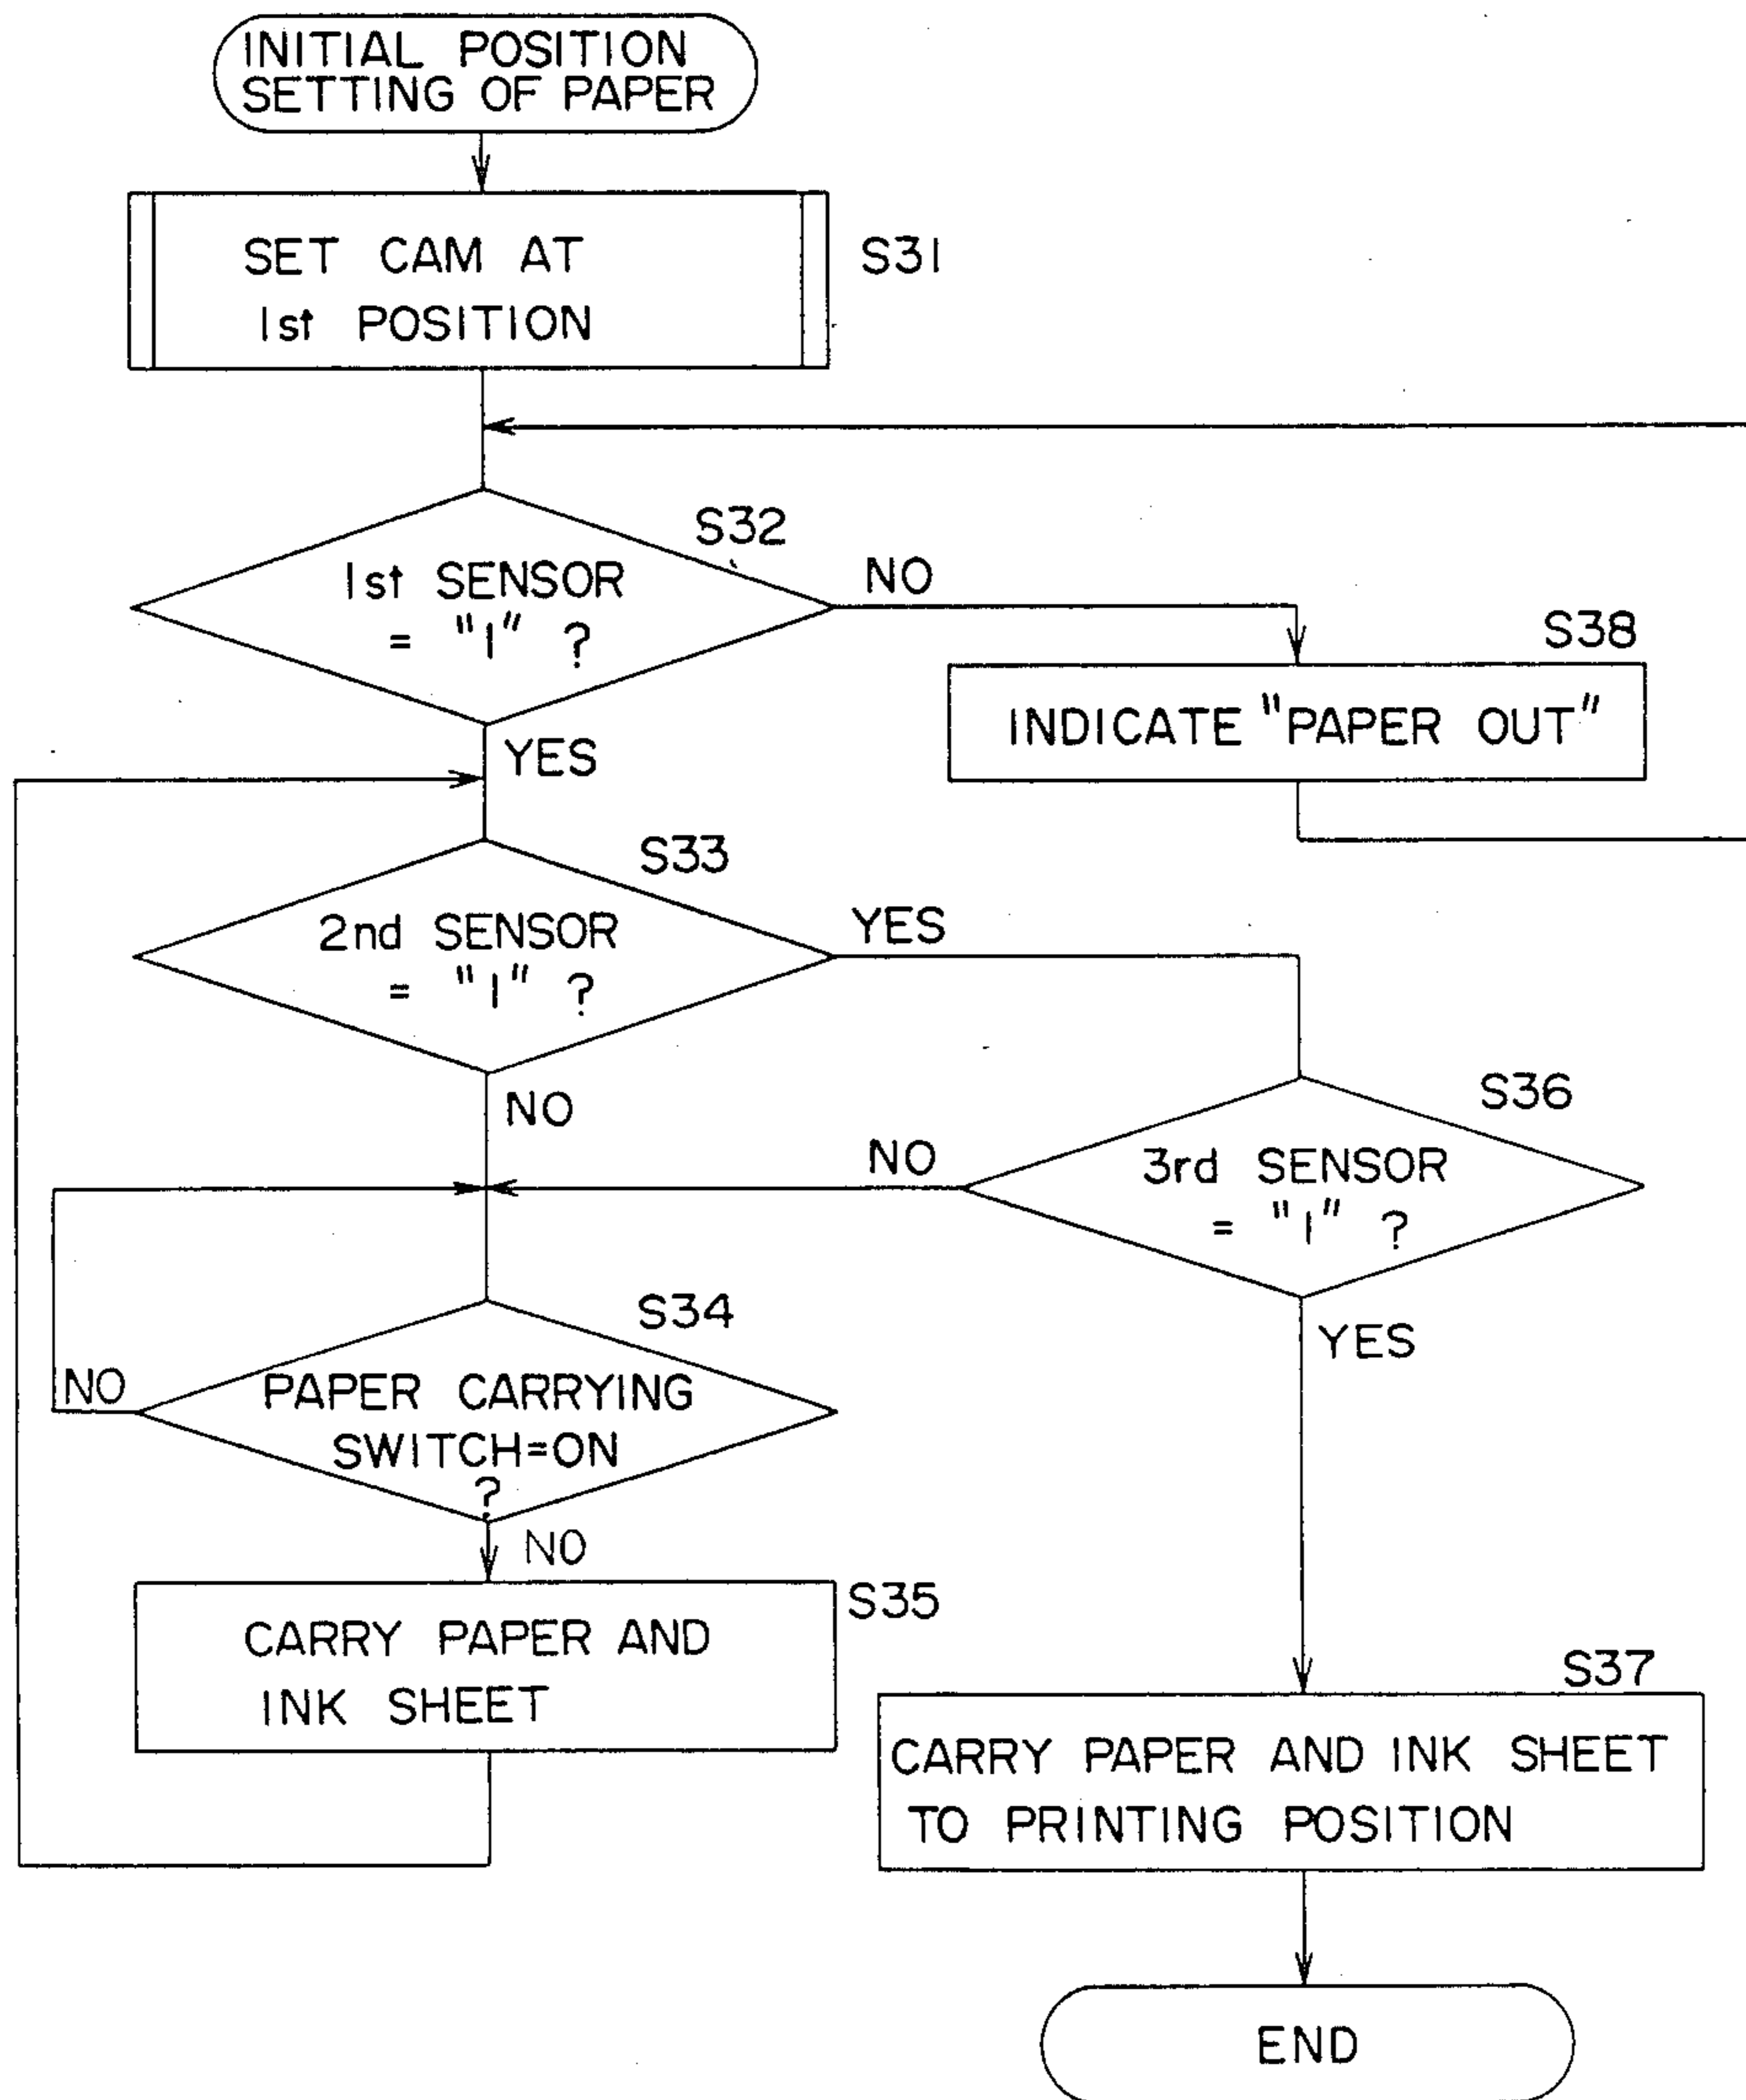 INITIAL POSITION
SETTING OF PAPER
SET CAM AT
1st POSITION
S31
S32
1st SENSOR
= "1" ?
NO
S38
INDICATE "PAPER OUT"
YES
S33
2nd SENSOR
= "1" ?
YES
NO
S36
NO
3rd SENSOR
= "1" ?
S34
YES
NO
PAPER CARRYING
SWITCH=ON
?
NO
S35
CARRY PAPER AND
INK SHEET
S37
CARRY PAPER AND INK SHEET
TO PRINTING POSITION
END